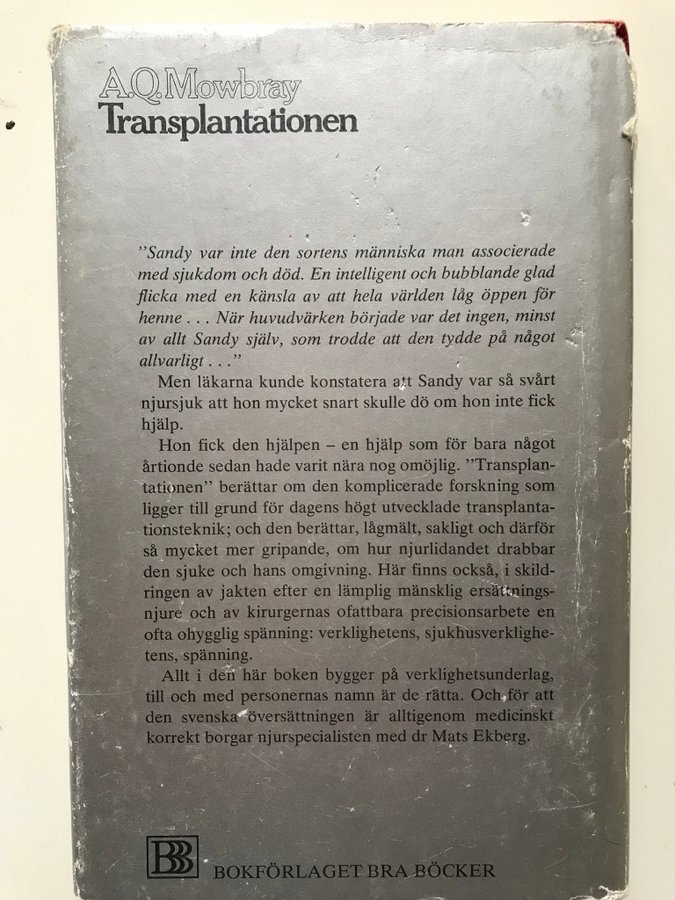 A.Q.Mowbray
Transplantationen
"Sandy var inte den sortens människa man associerade
med sjukdom och död. En intelligent och bubblande glad
flicka med en känsla av att hela världen låg öppen för
henne . . . När huvudvärken började var det ingen, minst
av allt Sandy själv, som trodde att den tydde på något
allvarligt . . ."
Men läkarna kunde konstatera att Sandy var så svårt
njursjuk att hon mycket snart skulle dö om hon inte fick
hjälp.
Hon fick den hjälpen – en hjälp som för bara något
årtionde sedan hade varit nära nog omöjlig. "Transplan-
tationen" berättar om den komplicerade forskning som
ligger till grund för dagens högt utvecklade transplanta-
tionsteknik; och den berättar, lågmält, sakligt och därför
så mycket mer gripande, om hur njurlidandet drabbar
den sjuke och hans omgivning. Här finns också, i skild-
ringen av jakten efter en lämplig mänsklig ersättnings-
njure och av kirurgernas ofattbara precisionsarbete en
ofta ohygglig spänning: verklighetens, sjukhusverklighe-
tens, spänning.
Allt i den här boken bygger på verklighetsunderlag,
till och med personernas namn är de rätta. Och för att
den svenska översättningen är alltigenom medicinskt
korrekt borgar njurspecialisten med dr Mats Ekberg.
BBB
BOKFÖRLAGET BRA BÖCKER